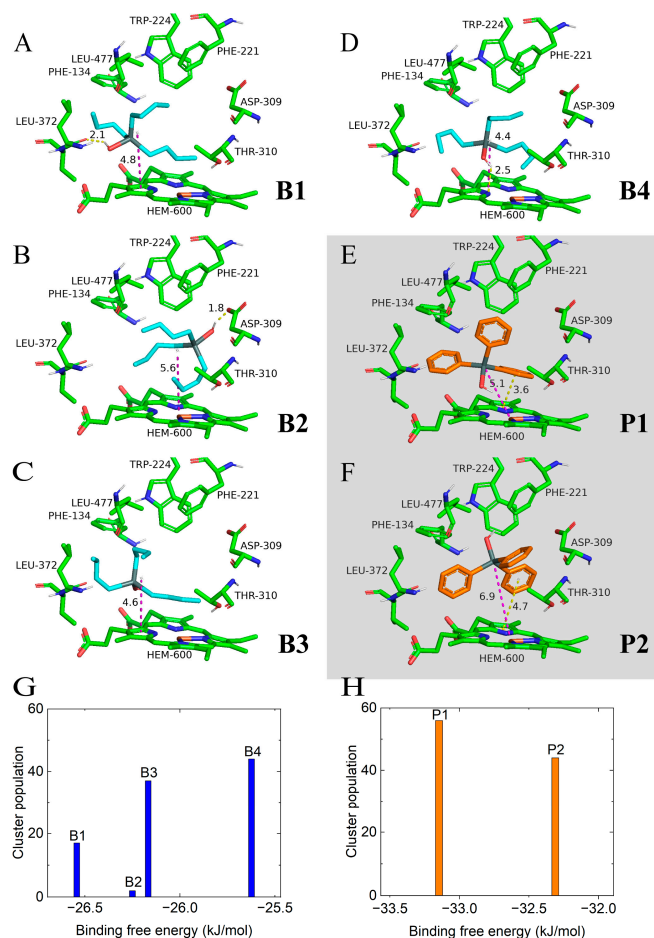 A
TRP-224
PHE-221
LEU-477
PHE-134
ASP-309
LEU-372
2.1
4.8
THR-310
HEM-600
B1
D
TRP-224
PHE-221
LEU-477
PHE-134
ASP-309
LEU-372
4.4
2.5
THR-310
HEM-600
B4
B
TRP-224
PHE-221
LEU-477
PHE-134
1.8
ASP-309
LEU-372
5.6
THR-310
HEM-600
B2
E
TRP-224
PHE-221
LEU-477
PHE-134
ASP-309
LEU-372
THR-310
5.1
3.6
HEM-600
P1
C
TRP-224
PHE-221
LEU-477
PHE-134
ASP-309
LEU-372
4.6
THR-310
HEM-600
B3
F
TRP-224
PHE-221
LEU-477
PHE-134
ASP-309
LEU-372
THR-310
6.9
4.7
HEM-600
P2
G
Cluster population
60
40
20
0
B1
B2
B3
B4
−26.5
−26.0
−25.5
Binding free energy (kJ/mol)
H
Cluster population
60
40
20
0
P1
P2
−33.5
−33.0
−32.5
−32.0
Binding free energy (kJ/mol)